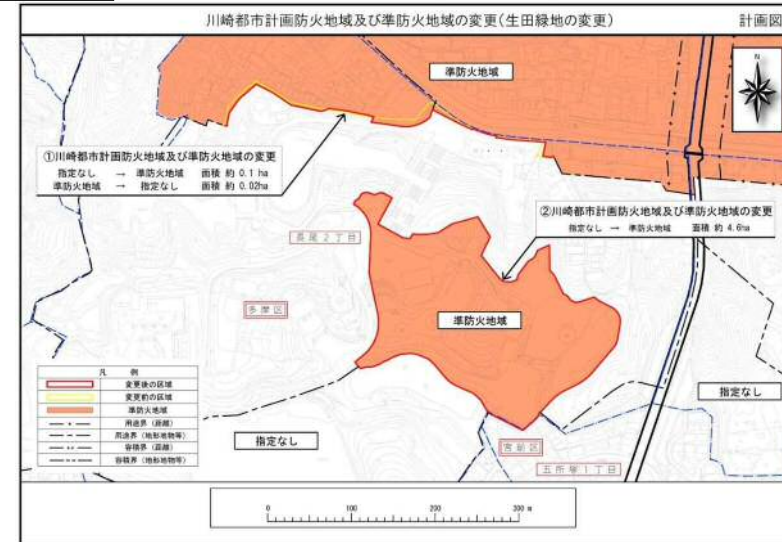 川崎都市計画防火地域及び準防火地域の変更(生田緑地の変更)
計画図
準防火地域
N
①川崎都市計画防火地域及び準防火地域の変更
指定なし → 準防火地域 面積 約 0.1 ha
準防火地域 → 指定なし 面積 約 0.02ha
②川崎都市計画防火地域及び準防火地域の変更
指定なし → 準防火地域 面積 約 4.6ha
長尾2丁目
多摩区
準防火地域
凡 例
変更後の区域
変更前の区域
準防火地域
用途界 (距離)
用途界 (地形地物等)
容積界 (距離)
容積界 (地形地物等)
指定なし
指定なし
宮前区
五所塚1丁目
0 100 200 300 m